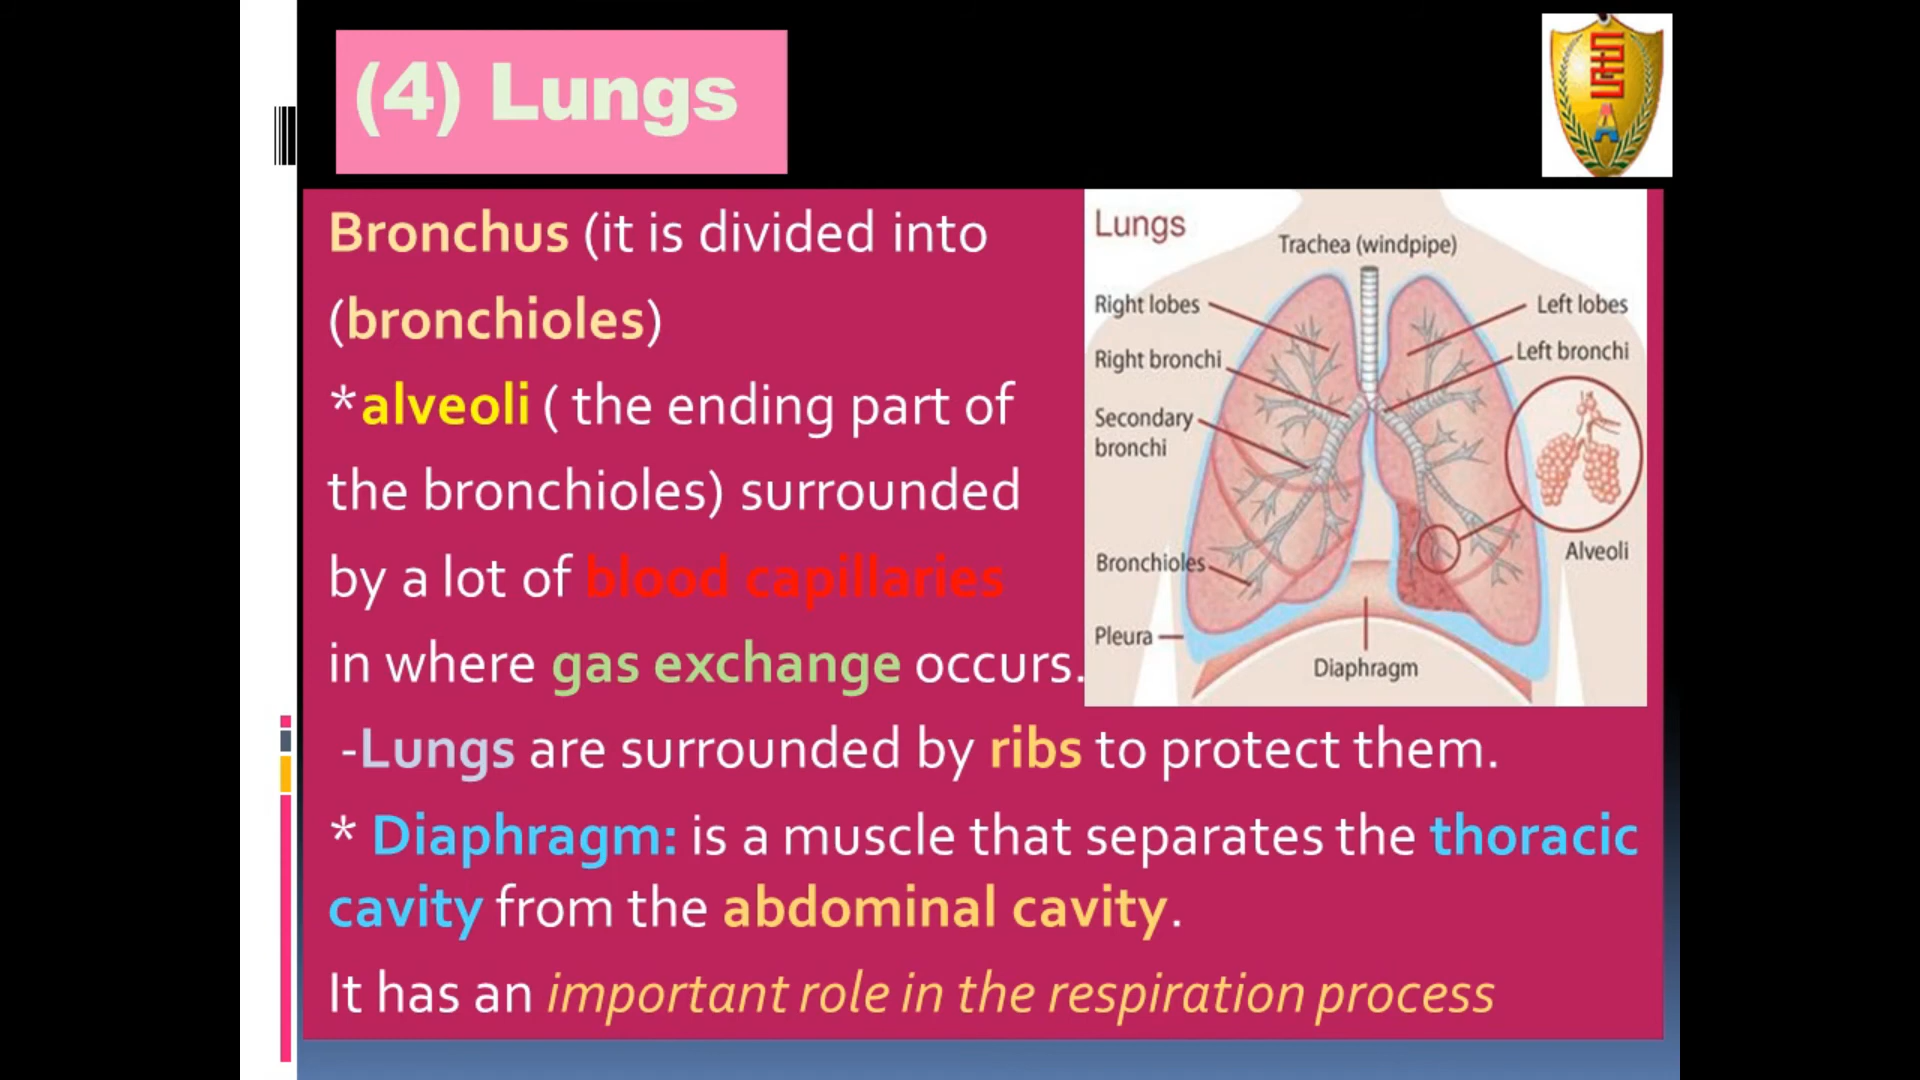 (4) Lungs
Bronchus (it is divided into
(bronchioles)
*alveoli ( the ending part of
the bronchioles) surrounded
by a lot of blood capillaries
in where gas exchange occurs.
-Lungs are surrounded by ribs to protect them.
* Diaphragm: is a muscle that separates the thoracic
cavity from the abdominal cavity.
It has an important role in the respiration process
Lungs
Trachea (windpipe)
Right lobes
Left lobes
Right bronchi
Left bronchi
Secondary
bronchi
Bronchioles
Alveoli
Pleura
Diaphragm